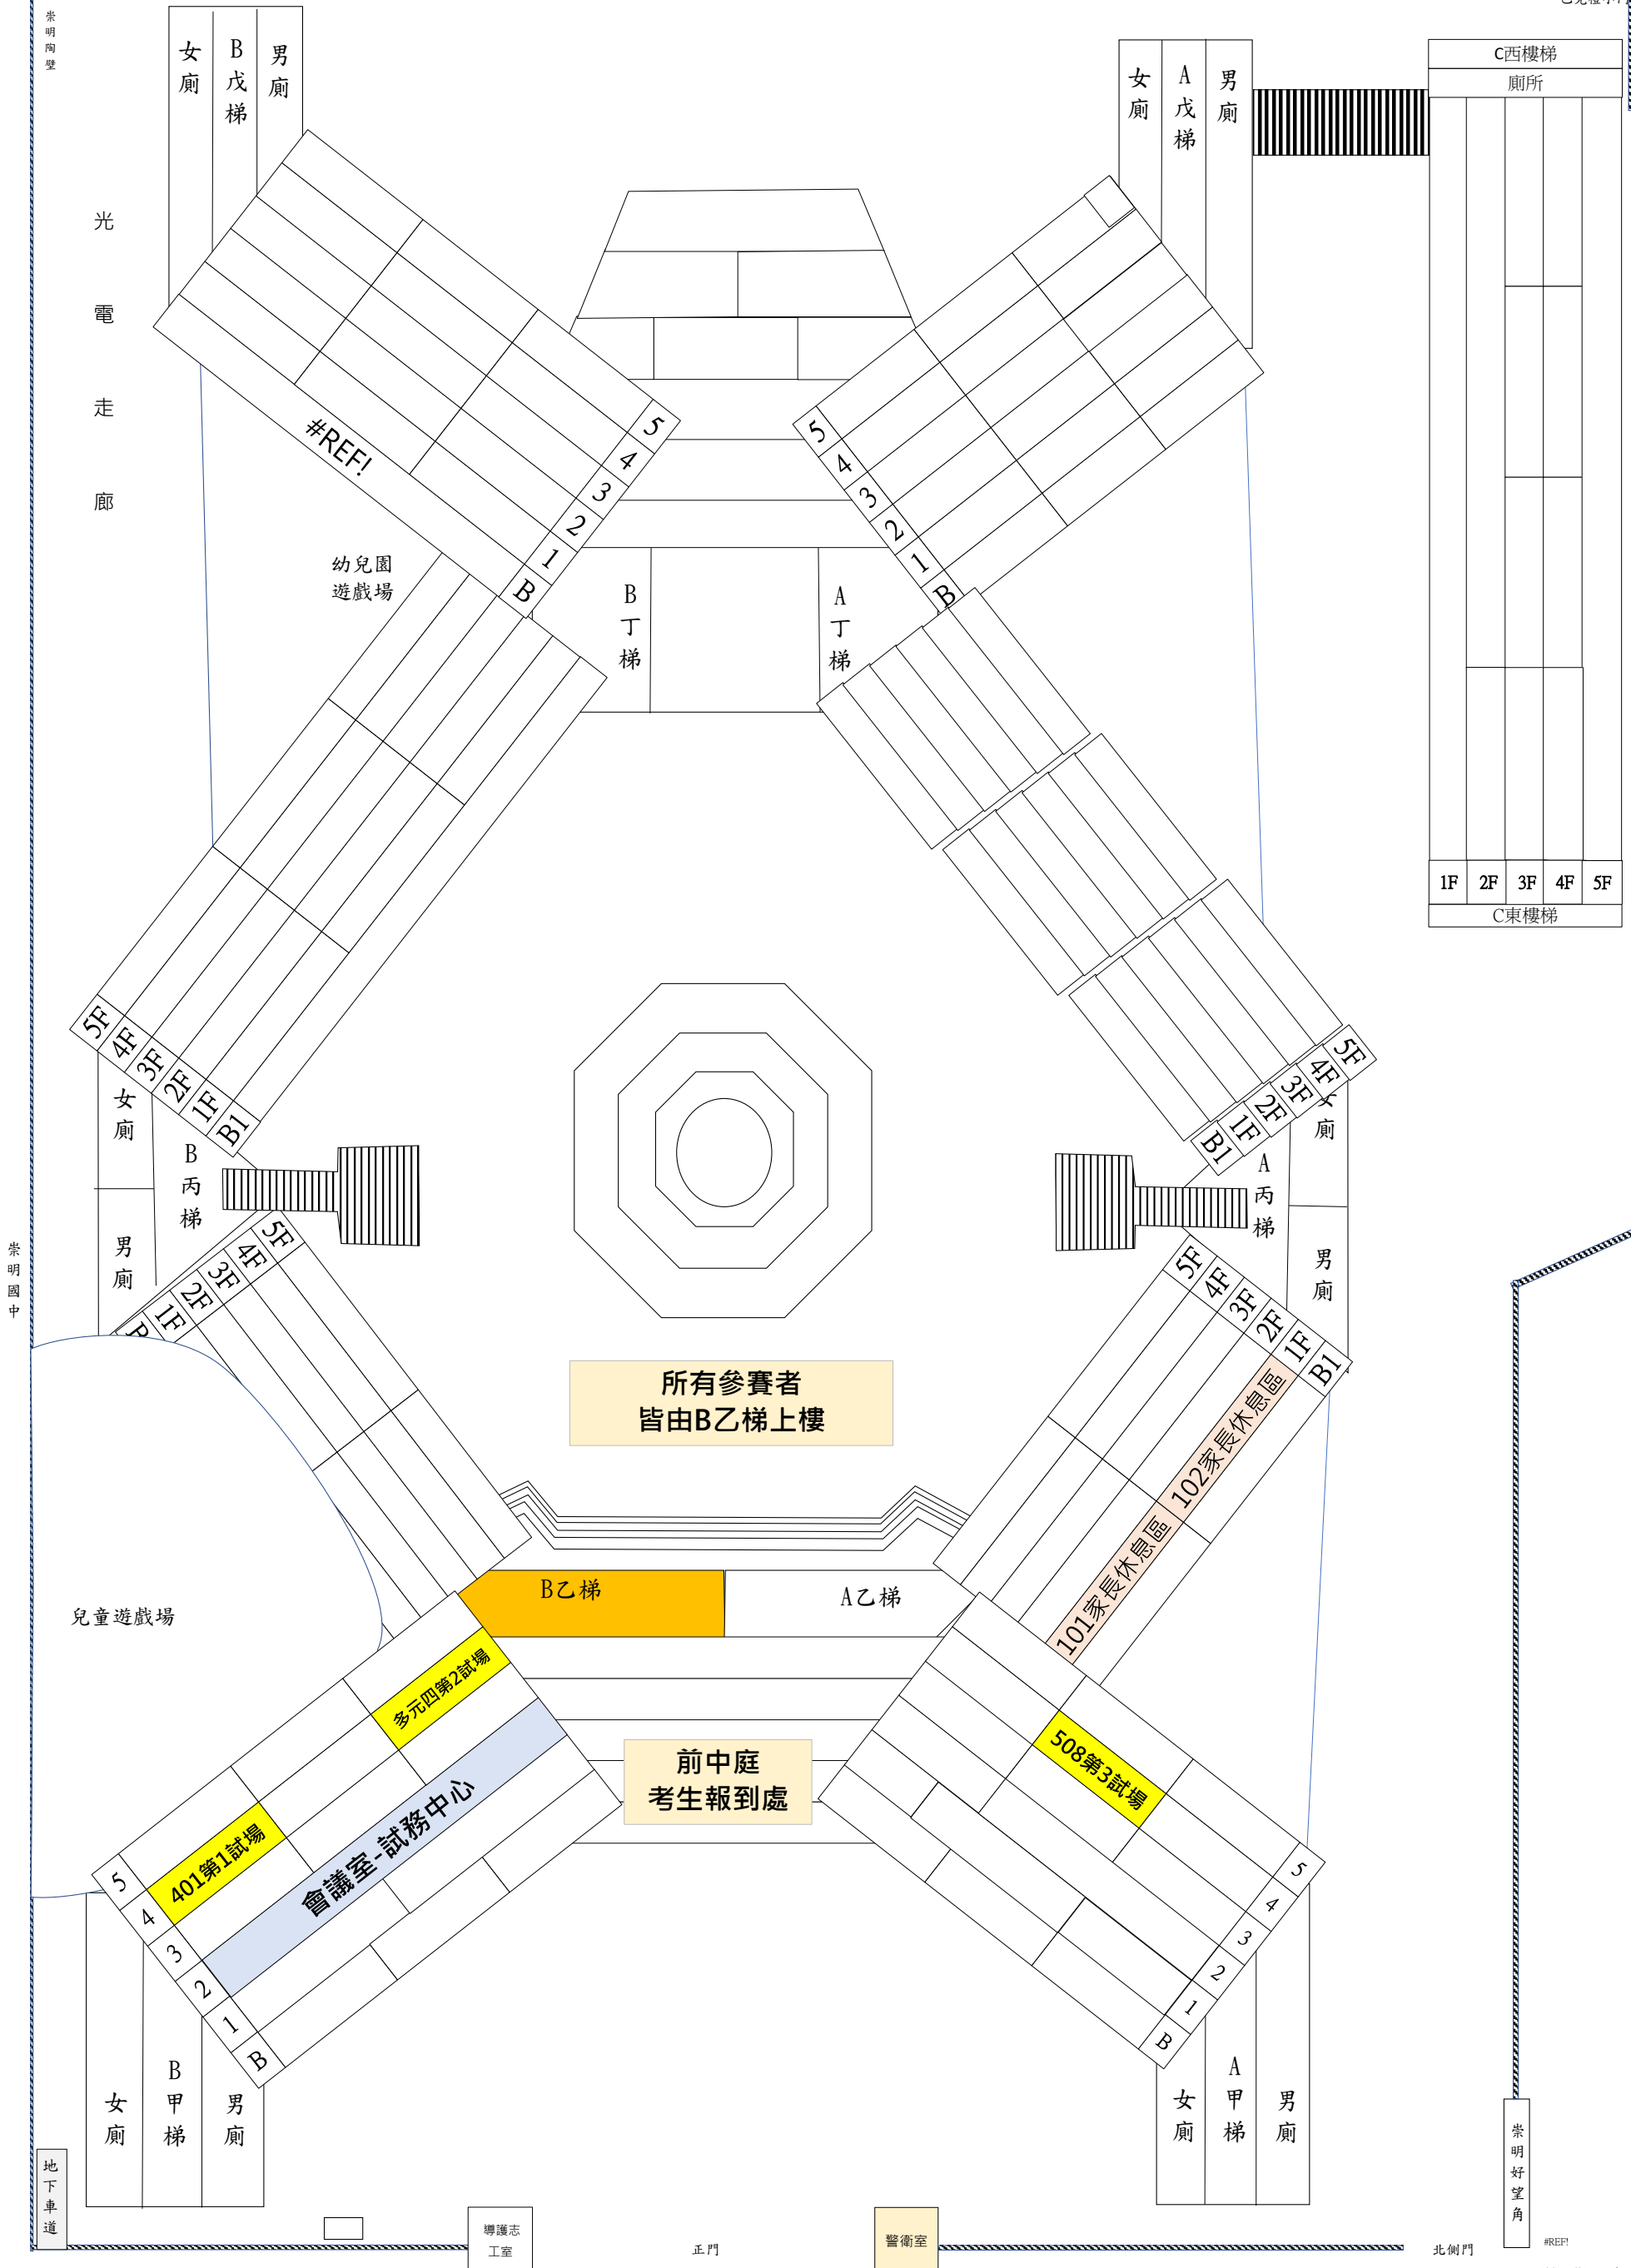 崇明陶壁
女廁
B戊梯
男廁
女廁
A戊梯
男廁
C西樓梯
廁所
光電走廊
#REF!
5
4
3
2
1
B
5
4
3
2
1
B
幼兒園
遊戲場
B丁梯
A丁梯
1F
2F
3F
4F
5F
C東樓梯
5F
4F
3F
2F
1F
B1
女廁
B丙梯
男廁
5F
4F
3F
2F
1F
B1
女廁
A丙梯
男廁
崇明國中
5F
4F
3F
2F
1F
5F
4F
3F
2F
1F
B1
所有參賽者
皆由B乙梯上樓
102家長休息區
101家長休息區
B乙梯
A乙梯
兒童遊戲場
多元四第2試場
401第1試場
會議室-試務中心
前中庭
考生報到處
508第3試場
5
4
3
2
1
B
5
4
3
2
1
B
女廁
B甲梯
男廁
女廁
A甲梯
男廁
地下車道
崇明好望角
導護志
工室
正門
警衛室
北側門
#REF!